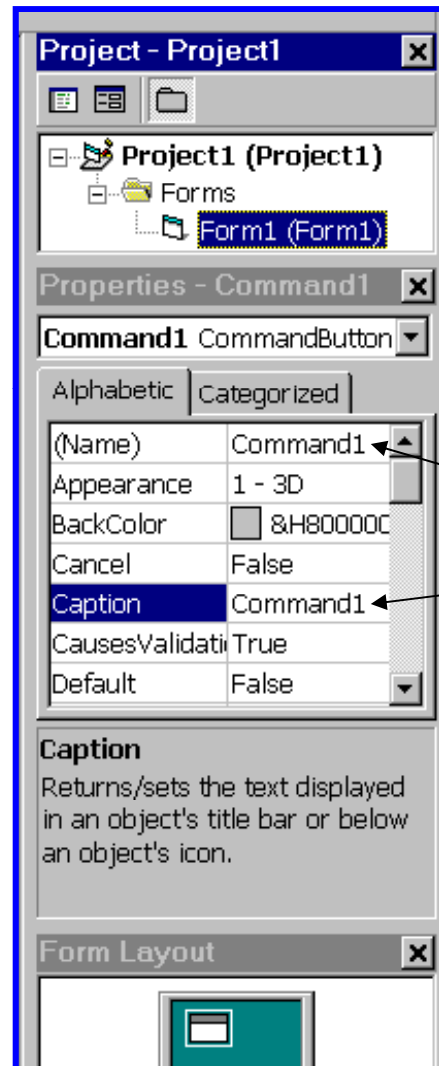 Project - Project1
Project1 (Project1)
Forms
Form1 (Form1)
Properties - Command1
Command1 CommandButton
Alphabetic Categorized
(Name) Command1
Appearance 1 - 3D
BackColor &H800000
Cancel False
Caption Command1
CausesValidati True
Default False
Caption
Returns/sets the text displayed
in an object's title bar or below
an object's icon.
Form Layout